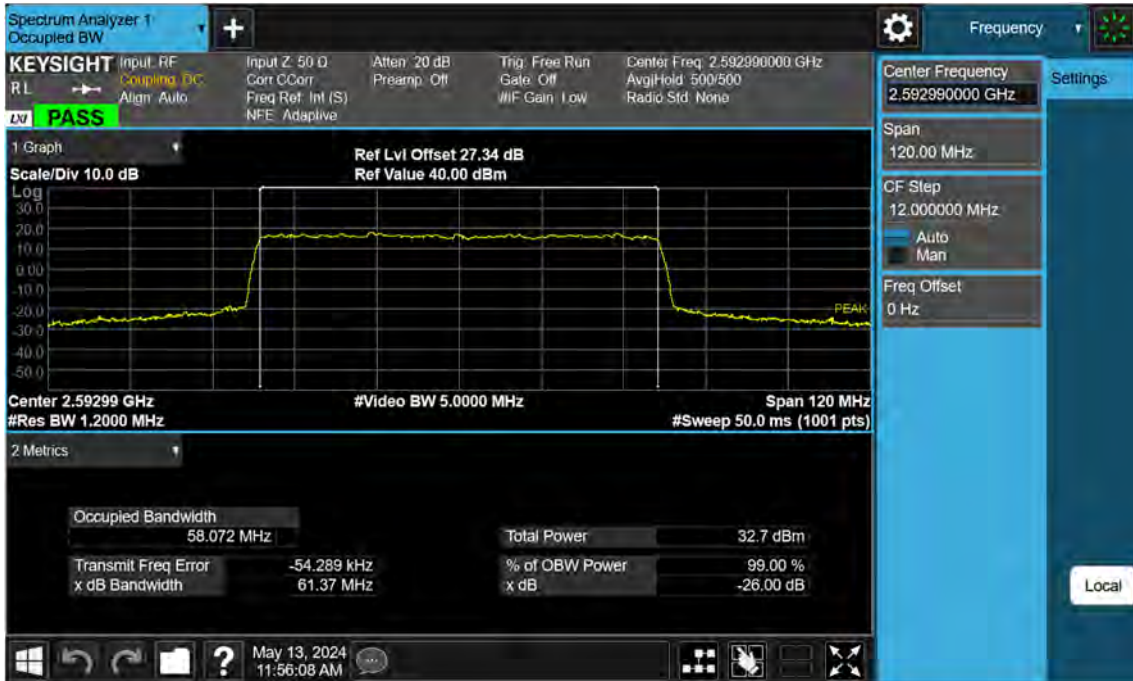 Spectrum Analyzer 1
Occupied BW
+
Frequency
KEYSIGHT
RL
LXI
PASS
Input: RF
Coupling: DC
Align: Auto
Input Z: 50 Ω
Corr CCorr
Freq Ref: Int (S)
NFE: Adaptive
Atten: 20 dB
Preamp: Off
Trig: Free Run
Gate: Off
#IF Gain: Low
Center Freq: 2.592990000 GHz
Avg|Hold: 500/500
Radio Std: None
Center Frequency
2.592990000 GHz
Settings
Span
120.00 MHz
CF Step
12.000000 MHz
Auto
Man
Freq Offset
0 Hz
Local
1 Graph
Scale/Div 10.0 dB
Ref Lvl Offset 27.34 dB
Ref Value 40.00 dBm
Log
30.0
20.0
10.0
0.00
-10.0
-20.0
-30.0
-40.0
-50.0
PEAK
Center 2.59299 GHz
#Video BW 5.0000 MHz
Span 120 MHz
#Res BW 1.2000 MHz
#Sweep 50.0 ms (1001 pts)
2 Metrics
Occupied Bandwidth
58.072 MHz
Total Power 32.7 dBm
Transmit Freq Error -54.289 kHz
% of OBW Power 99.00 %
x dB Bandwidth 61.37 MHz
x dB -26.00 dB
?
May 13, 2024
11:56:08 AM